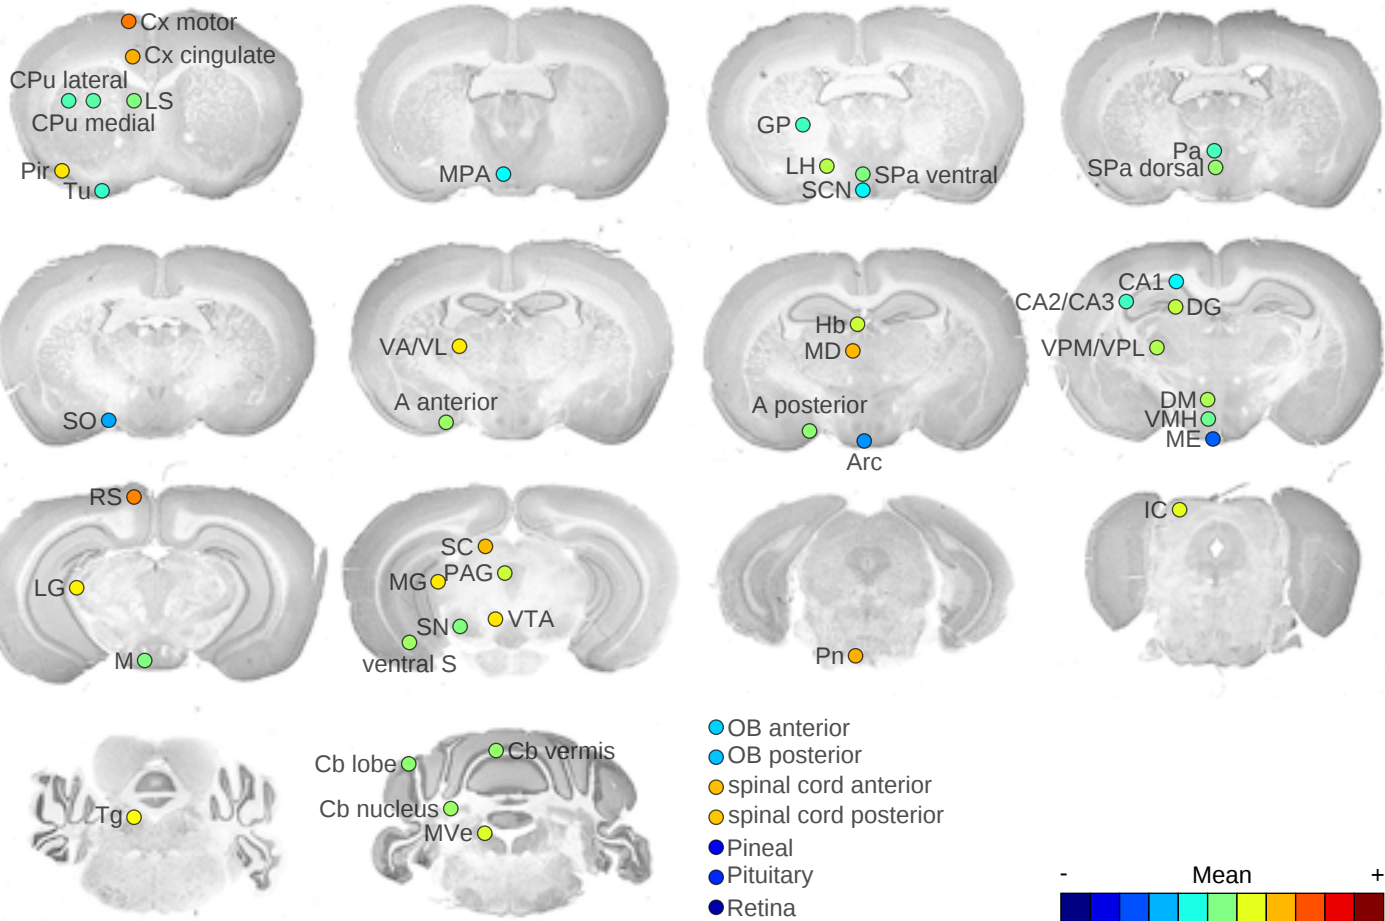 Cx motor
Cx cingulate
CPu lateral
LS
CPu medial
Pir
Tu
MPA
GP
LH
SPa ventral
SCN
Pa
SPa dorsal
SO
VA/VL
A anterior
Hb
MD
A posterior
Arc
CA1
CA2/CA3
DG
VPM/VPL
DM
VMH
ME
RS
LG
M
SC
MG
PAG
SN
VTA
ventral S
Pn
IC
Tg
Cb lobe
Cb vermis
Cb nucleus
MVe
OB anterior
OB posterior
spinal cord anterior
spinal cord posterior
Pineal
Pituitary
Retina
- Mean +